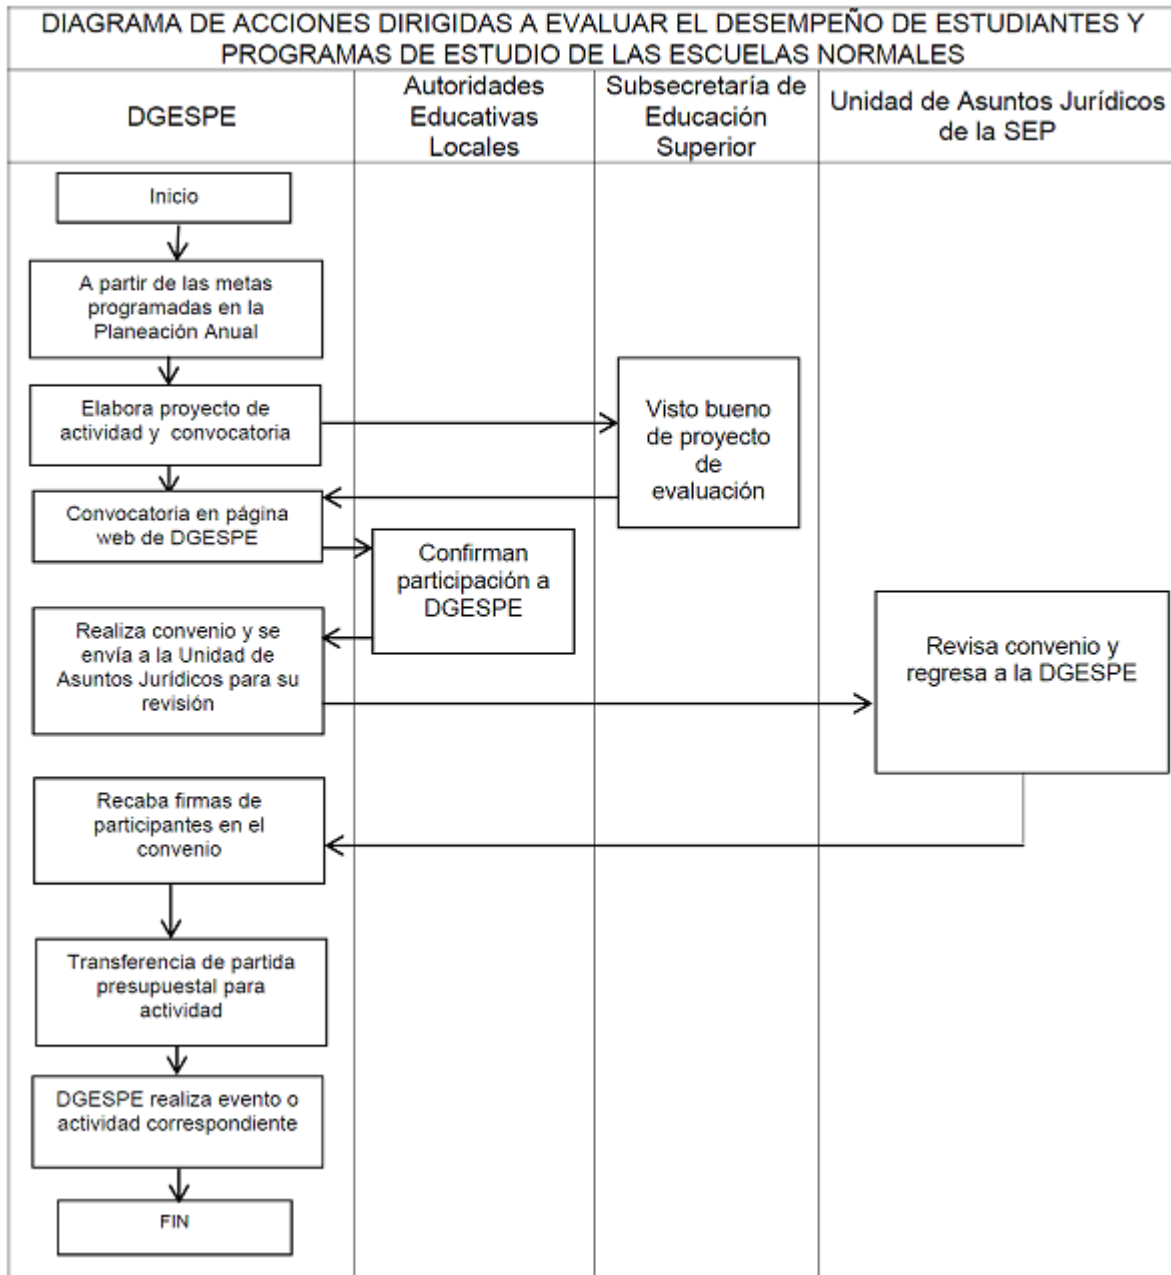 DIAGRAMA DE ACCIONES DIRIGIDAS A EVALUAR EL DESEMPEÑO DE ESTUDIANTES Y
PROGRAMAS DE ESTUDIO DE LAS ESCUELAS NORMALES
DGESPE
Autoridades
Educativas
Locales
Subsecretaría de
Educación
Superior
Unidad de Asuntos Jurídicos
de la SEP
Inicio
A partir de las metas
programadas en la
Planeación Anual
Elabora proyecto de
actividad y convocatoria
Visto bueno
de proyecto
de
evaluación
Convocatoria en página
web de DGESPE
Confirman
participación a
DGESPE
Realiza convenio y se
envía a la Unidad de
Asuntos Jurídicos para su
revisión
Revisa convenio y
regresa a la DGESPE
Recaba firmas de
participantes en el
convenio
Transferencia de partida
presupuestal para
actividad
DGESPE realiza evento o
actividad correspondiente
FIN